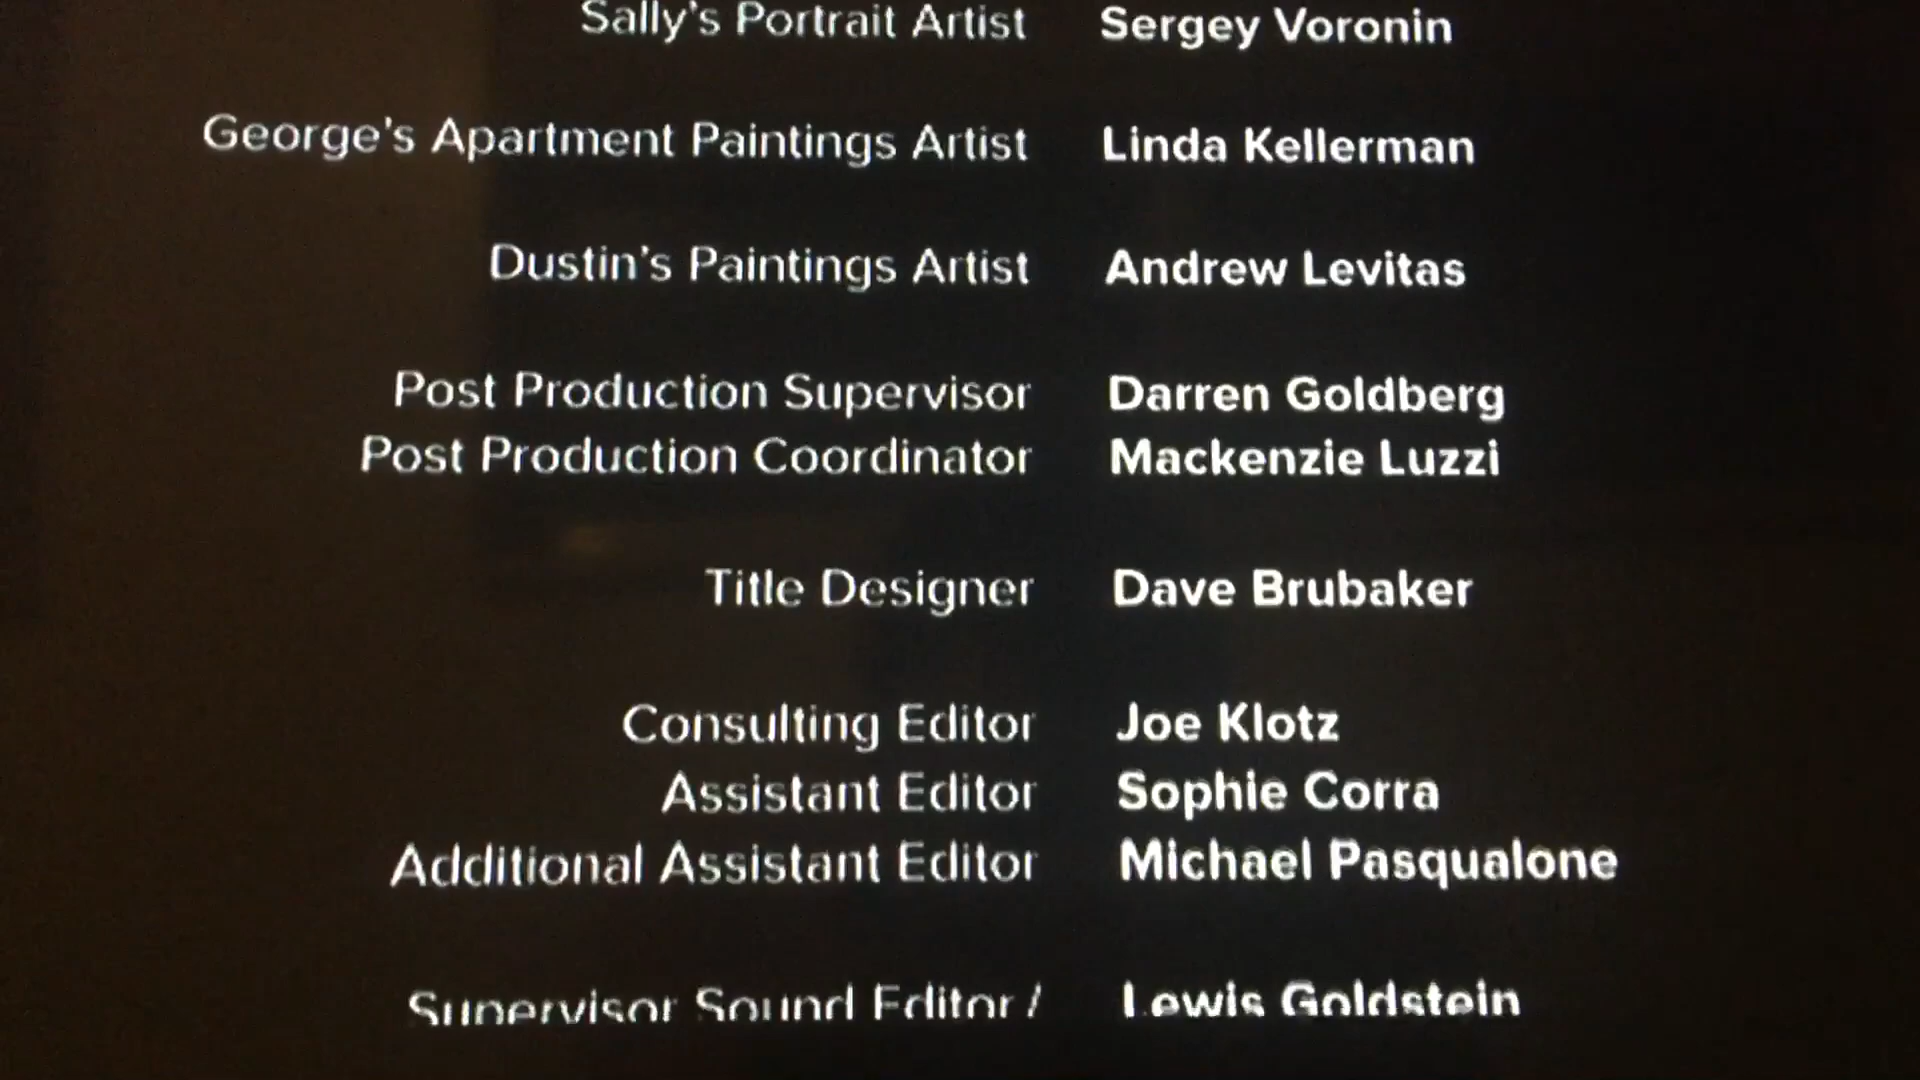 Sally's Portrait Artist Sergey Voronin
George's Apartment Paintings Artist Linda Kellerman
Dustin's Paintings Artist Andrew Levitas
Post Production Supervisor Darren Goldberg
Post Production Coordinator Mackenzie Luzzi
Title Designer Dave Brubaker
Consulting Editor Joe Klotz
Assistant Editor Sophie Corra
Additional Assistant Editor Michael Pasqualone
Supervisor Sound Editor / Lewis Goldstein